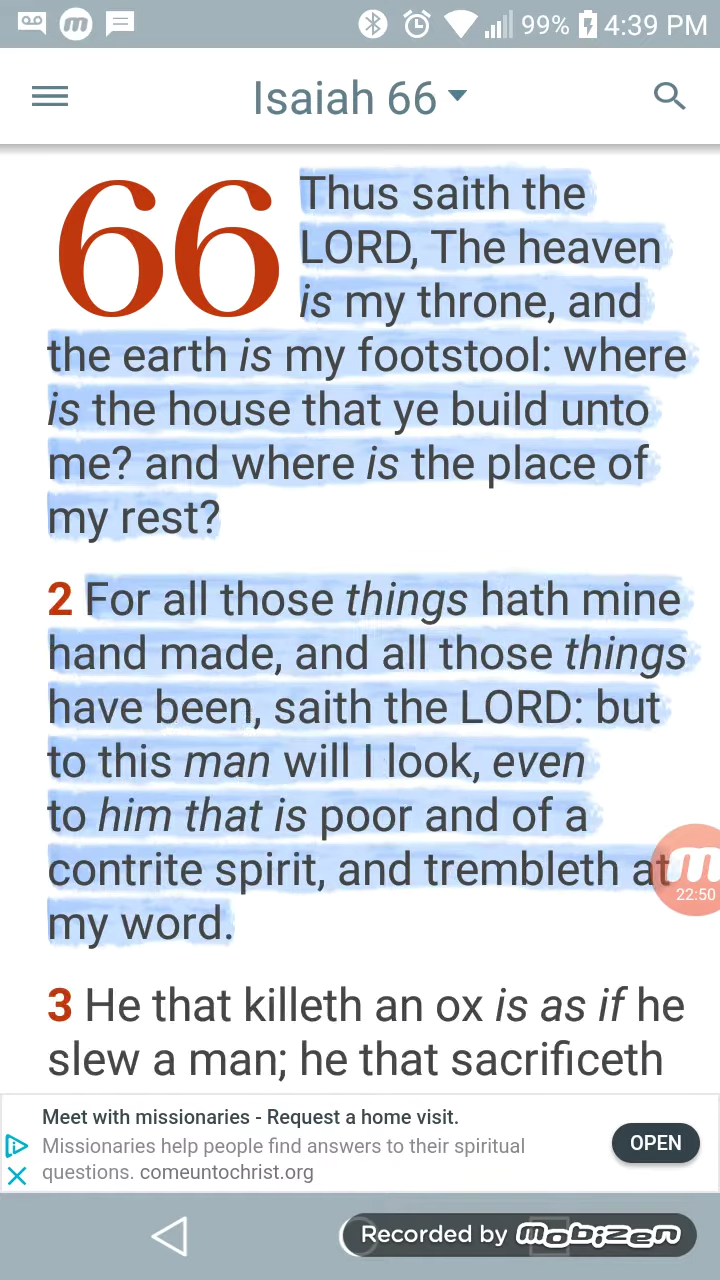 99% 4:39 PM
Isaiah 66
66 Thus saith the
LORD, The heaven
is my throne, and
the earth is my footstool: where
is the house that ye build unto
me? and where is the place of
my rest?
2 For all those things hath mine
hand made, and all those things
have been, saith the LORD: but
to this man will I look, even
to him that is poor and of a
contrite spirit, and trembleth at
my word.
m
22:50
3 He that killeth an ox is as if he
slew a man; he that sacrificeth
Meet with missionaries - Request a home visit.
Missionaries help people find answers to their spiritual
questions. comeuntochrist.org
OPEN
Recorded by mobizen